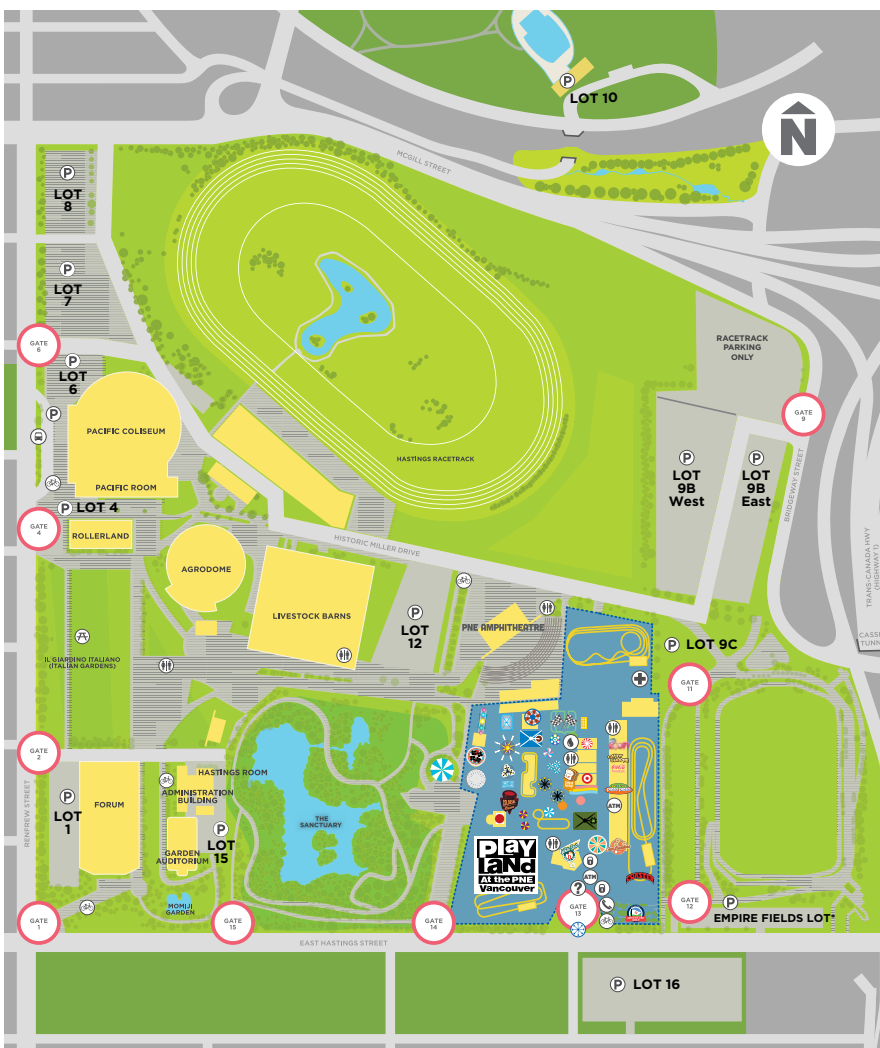 P
LOT 10
N
MCGILL STREET
P
LOT
8
P
LOT
7
GATE
6
P
LOT
6
RACETRACK
PARKING
ONLY
GATE
9
P
PACIFIC COLISEUM
HASTINGS RACETRACK
P
LOT
9B
West
P
LOT
9B
East
BRIDGEWAY STREET
PACIFIC ROOM
P LOT 4
GATE
4
ROLLERLAND
HISTORIC MILLER DRIVE
TRANS-CANADA HWY
(HIGHWAY 1)
AGRODOME
LIVESTOCK BARNS
P
LOT
12
PNE AMPHITHEATRE
P LOT 9C
CASSI
TUNN
IL GIARDINO ITALIANO
(ITALIAN GARDENS)
GATE
11
GATE
2
RENFREW STREET
HASTINGS ROOM
P
LOT
1
FORUM
ADMINISTRATION
BUILDING
P
LOT
15
GARDEN
AUDITORIUM
THE
SANCTUARY
ATM
PLAYLAND
At the PNE
Vancouver
ATM
?
MOMIJI
GARDEN
GATE
1
GATE
15
GATE
14
GATE
13
GATE
12
P
EMPIRE FIELDS LOT*
EAST HASTINGS STREET
P LOT 16